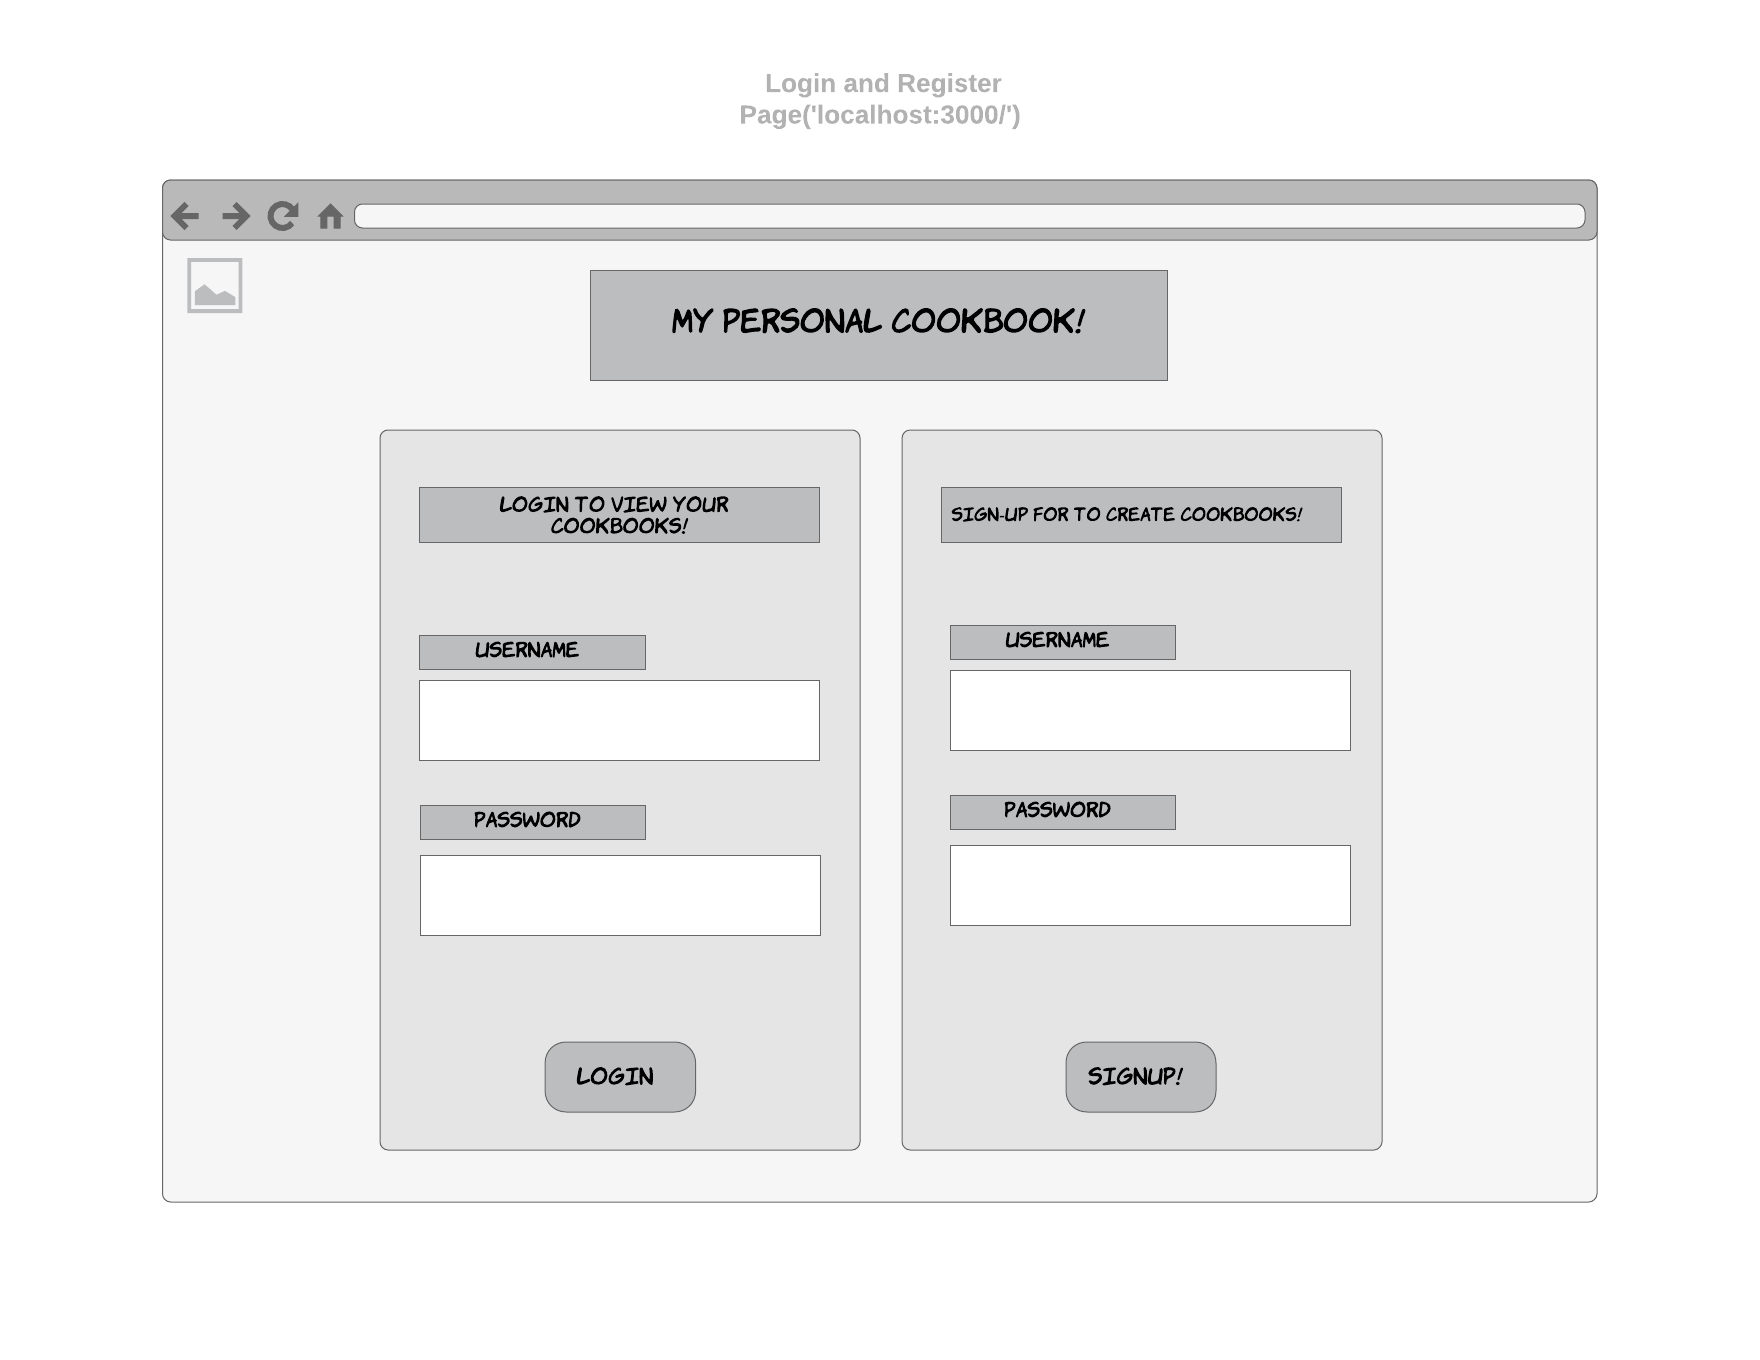 Login and Register
Page('localhost:3000/')
MY PERSONAL COOKBOOK!
LOGIN TO VIEW YOUR
COOKBOOKS!
SIGN-UP FOR TO CREATE COOKBOOKS!
USERNAME
PASSWORD
LOGIN
USERNAME
PASSWORD
SIGNUP!